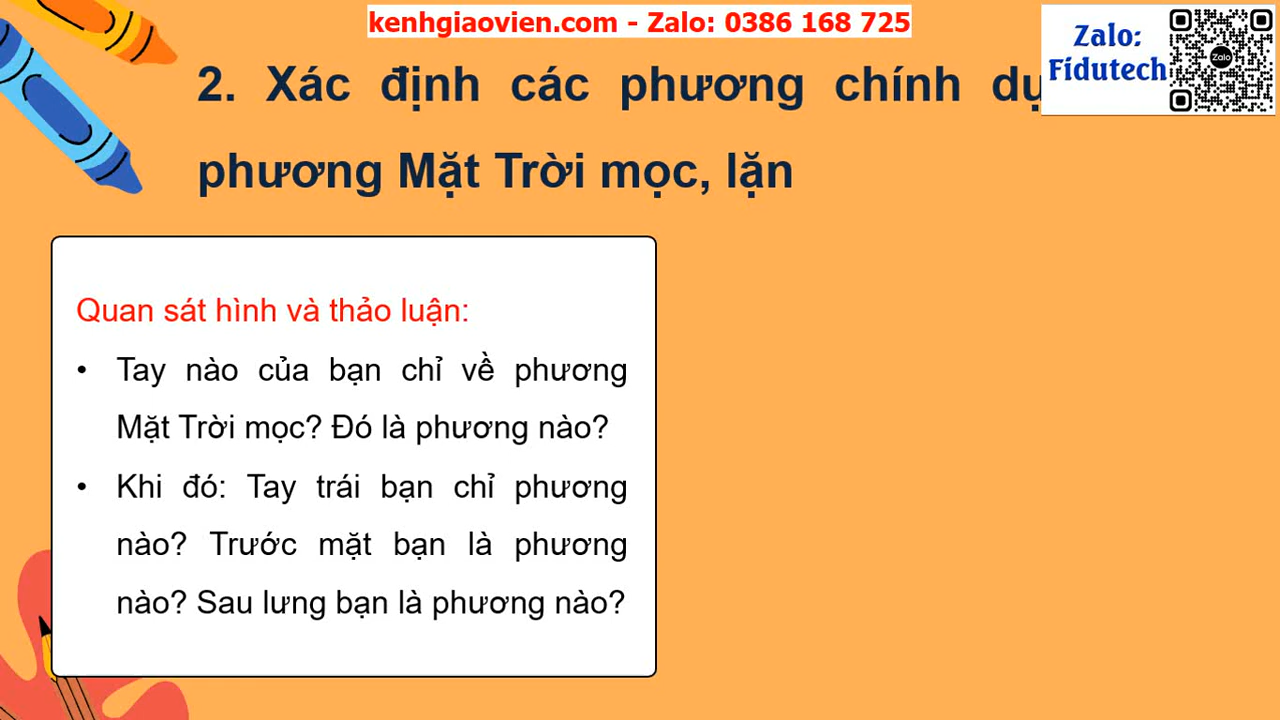 kenhgiaovien.com - Zalo: 0386 168 725
Zalo:
Fidutech
Zalo
2. Xác định các phương chính
phương Mặt Trời mọc, lặn
Quan sát hình và thảo luận:
• Tay nào của bạn chỉ về phương
Mặt Trời mọc? Đó là phương nào?
• Khi đó: Tay trái bạn chỉ phương
nào? Trước mặt bạn là phương
nào? Sau lưng bạn là phương nào?